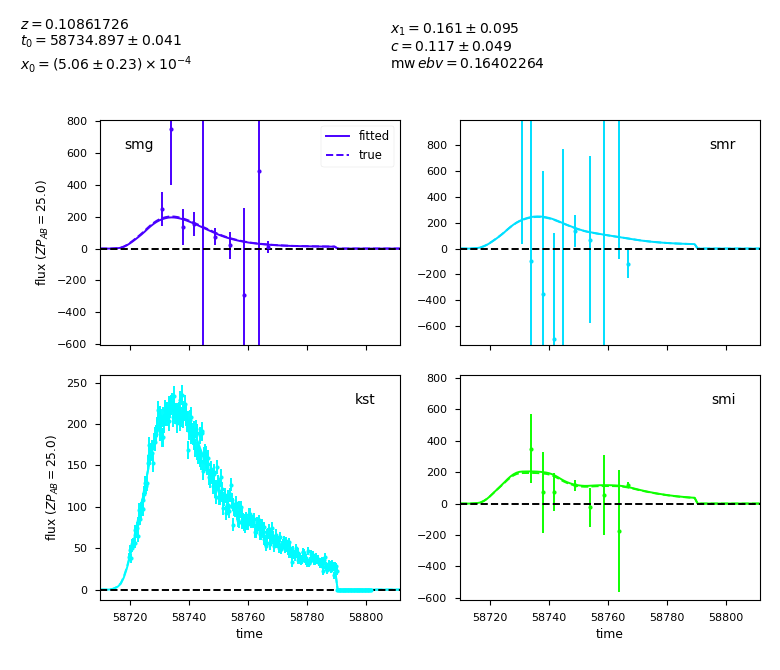 z = 0.10861726
t₀ = 58734.897 ± 0.041
x₀ = (5.06 ± 0.23) × 10⁻⁴
x₁ = 0.161 ± 0.095
c = 0.117 ± 0.049
mw ebv = 0.16402264
smg
fitted
true
800
600
400
200
0
−200
−400
−600
flux (ZP_AB = 25.0)
smr
800
600
400
200
0
−200
−400
−600
kst
250
200
150
100
50
0
flux (ZP_AB = 25.0)
58720 58740 58760 58780 58800
time
smi
800
600
400
200
0
−200
−400
−600
58720 58740 58760 58780 58800
time